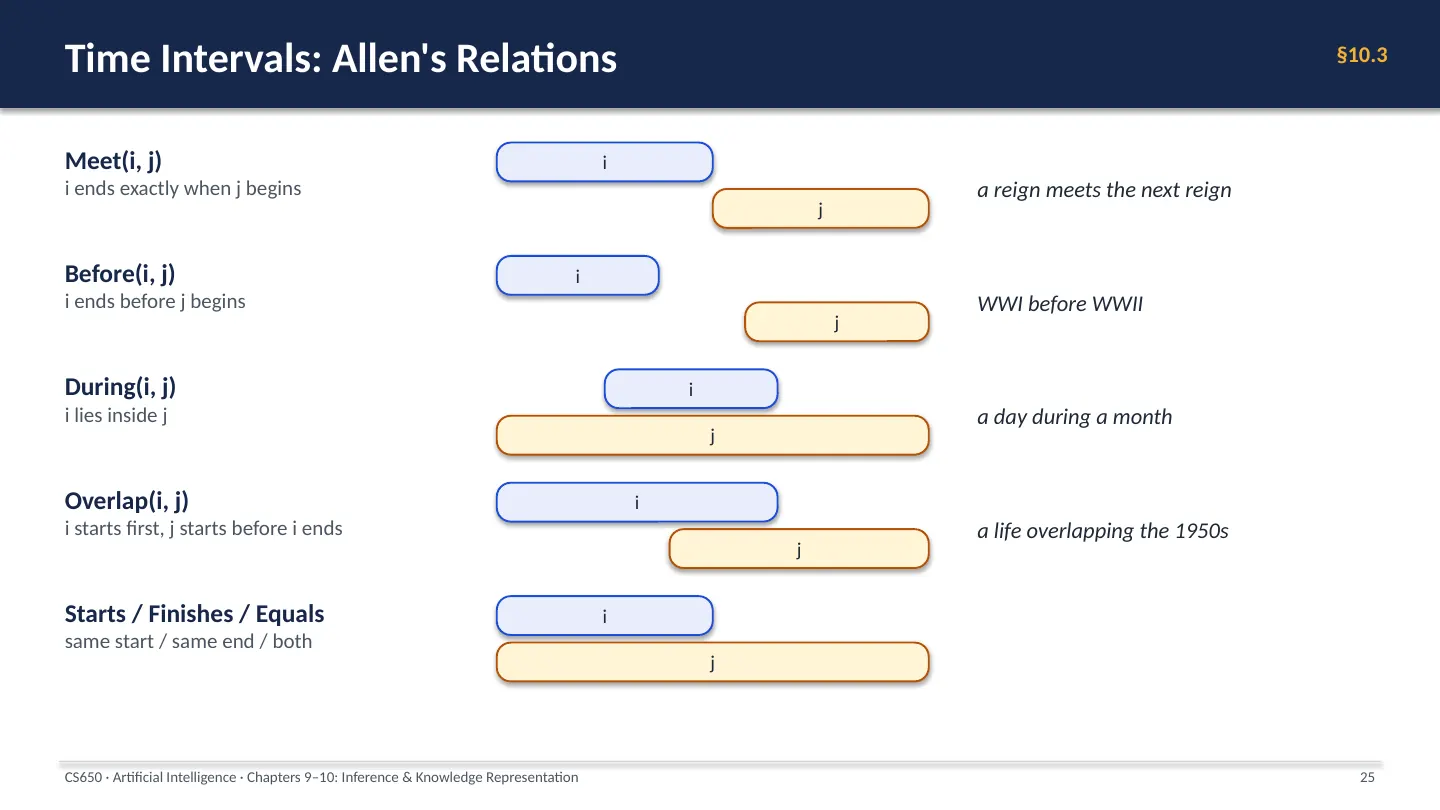 Time Intervals: Allen's Relations
§10.3
Meet(i, j)
i ends exactly when j begins
i
j
a reign meets the next reign
Before(i, j)
i ends before j begins
i
j
WWI before WWII
During(i, j)
i lies inside j
i
j
a day during a month
Overlap(i, j)
i starts first, j starts before i ends
i
j
a life overlapping the 1950s
Starts / Finishes / Equals
same start / same end / both
i
j
CS650 · Artificial Intelligence · Chapters 9–10: Inference & Knowledge Representation
25